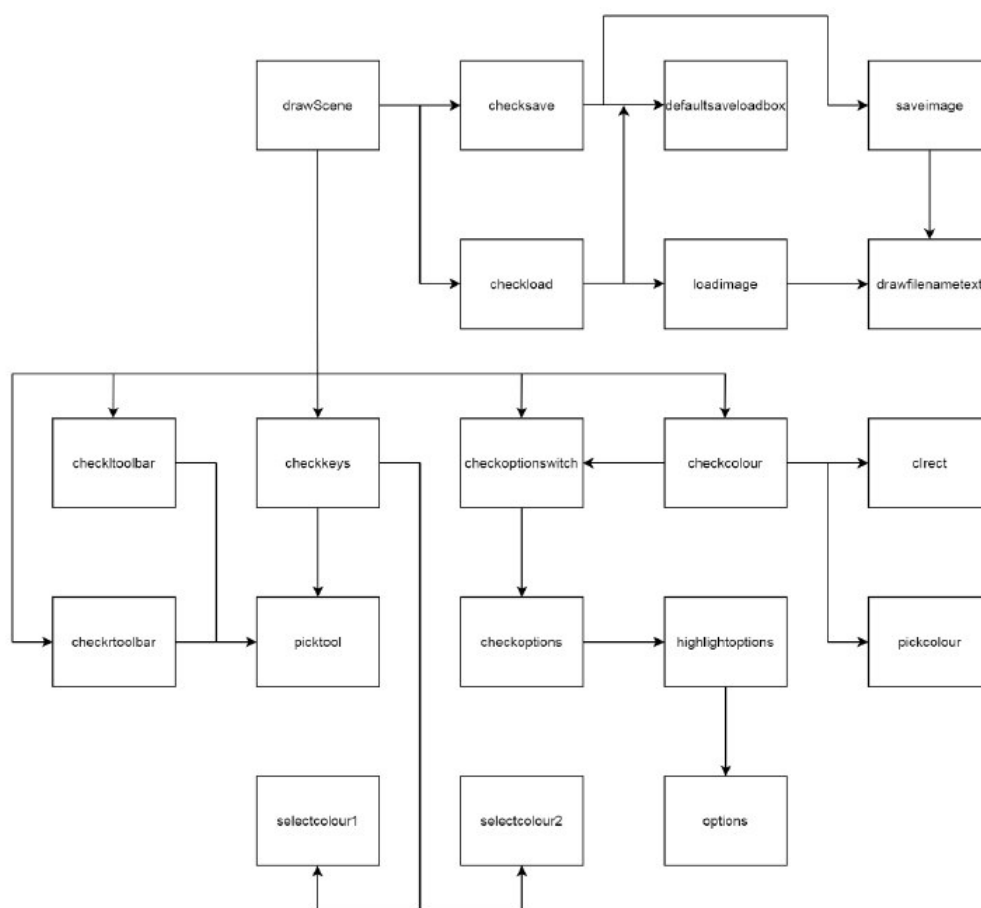 drawScene
checksave
defaultsaveloadbox
saveimage
checkload
loadimage
drawfilenametext
checkltoolbar
checkkeys
checkoptionswitch
checkcolour
clrect
checkrtoolbar
picktool
checkoptions
highlightoptions
pickcolour
selectcolour1
selectcolour2
options